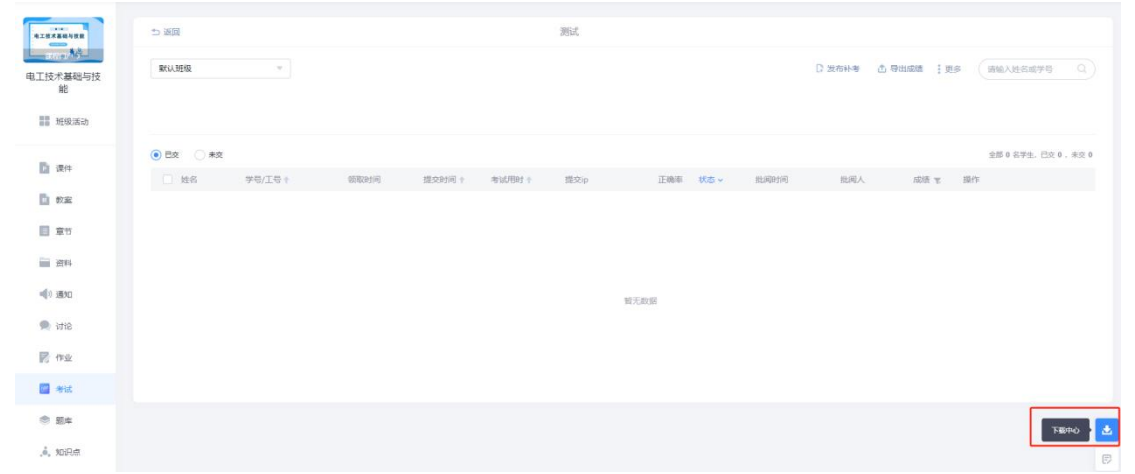 电工技术基础与技能
返回
测试
电工技术基础与技
能
默认班级
发布补考
导出成绩
更多
请输入姓名或学号
班级活动
已交
未交
全部 0 名学生, 已交 0 , 未交 0
课件
姓名
学号/工号
领取时间
提交时间
考试用时
提交ip
正确率
状态
批阅时间
批阅人
成绩
操作
教案
章节
资料
通知
暂无数据
讨论
作业
考试
题库
下载中心
知识点